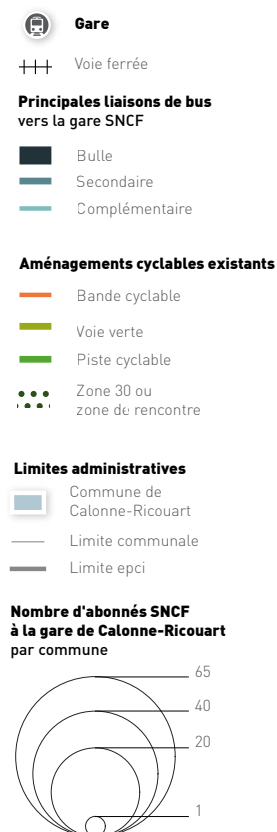 Gare
Voie ferrée
Principales liaisons de bus
vers la gare SNCF
Bulle
Secondaire
Complémentaire
Aménagements cyclables existants
Bande cyclable
Voie verte
Piste cyclable
Zone 30 ou
zone de rencontre
Limites administratives
Commune de
Calonne-Ricouart
Limite communale
Limite epci
Nombre d'abonnés SNCF
à la gare de Calonne-Ricouart
par commune
65
40
20
1